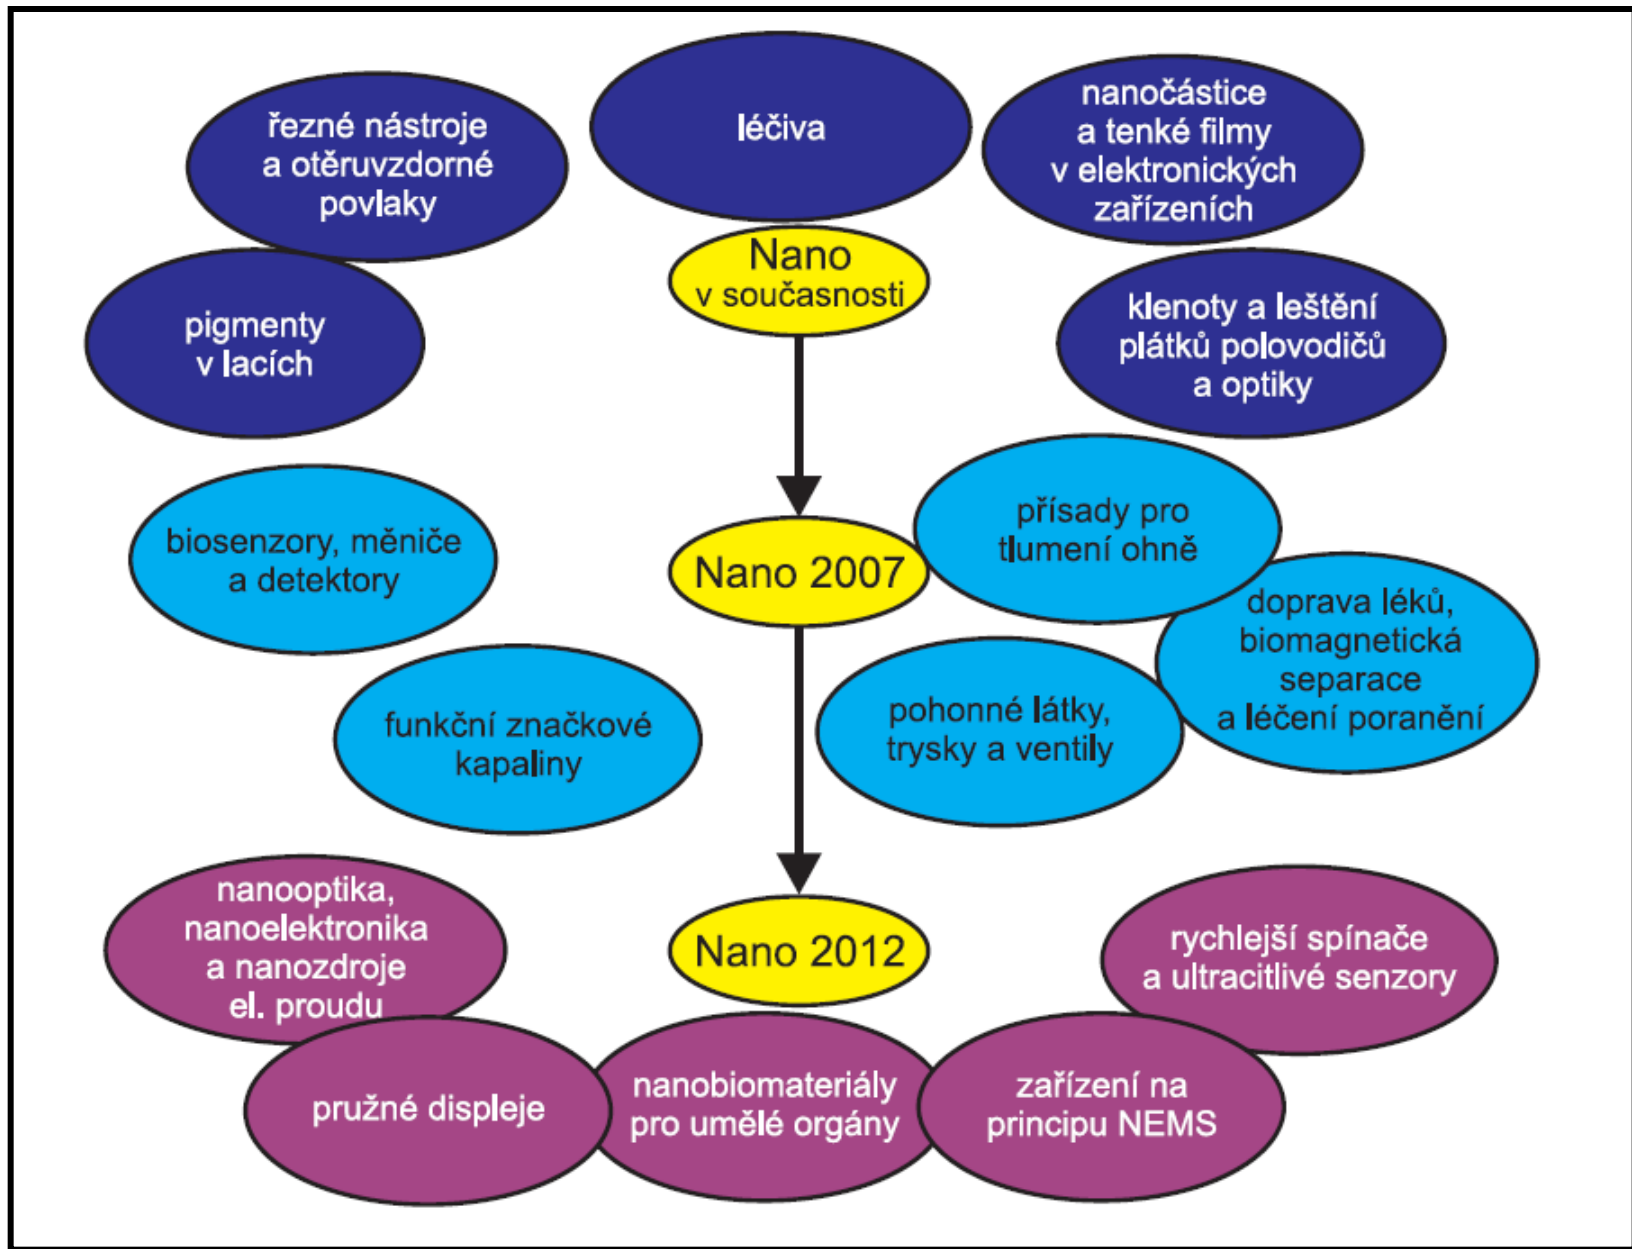 řezné nástroje
a otěruvzdorné
povlaky
léčiva
nanočástice
a tenké filmy
v elektronických
zařízeních
pigmenty
v lacích
Nano
v současnosti
klenoty a leštění
plátků polovodičů
a optiky
biosenzory, měniče
a detektory
Nano 2007
přísady pro
tlumení ohně
doprava léků,
biomagnetická
separace
a léčení poranění
funkční značkové
kapaliny
pohonné látky,
trysky a ventily
nanooptika,
nanoelektronika
a nanozdroje
el. proudu
Nano 2012
rychlejší spínače
a ultracitlivé senzory
pružné displeje
nanobiomateriály
pro umělé orgány
zařízení na
principu NEMS